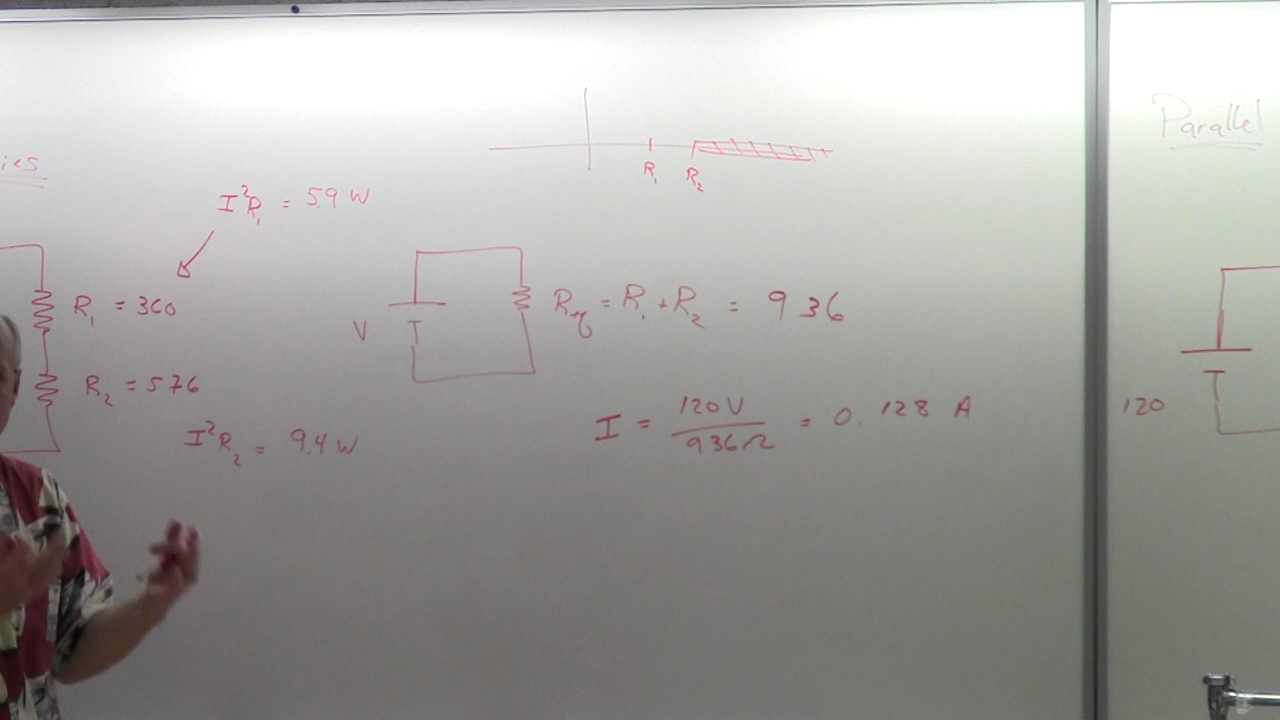 ies
I²R₁ = 5.9 W
R₁ = 360
R₂ = 576
I²R₂ = 9.4 W
R₁ R₂
V
R_eq = R₁ + R₂ = 936
I = 120V / 936Ω = 0.128 A
Parallel
120